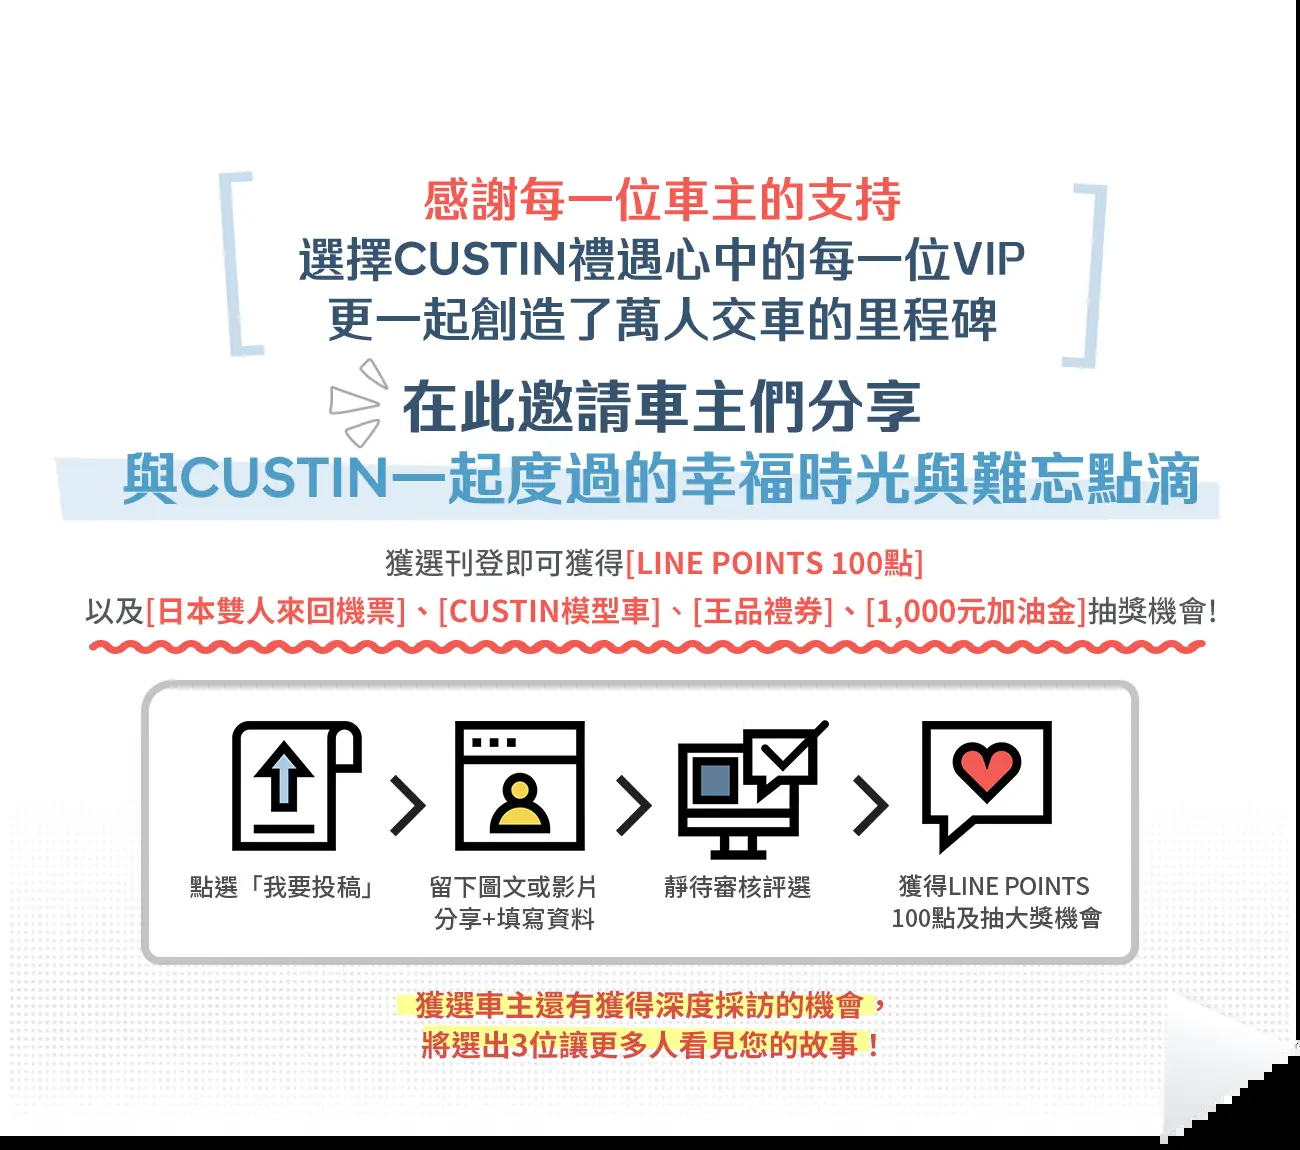 感謝每一位車主的支持
選擇CUSTIN禮遇心中的每一位VIP
更一起創造了萬人交車的里程碑
在此邀請車主們分享
與CUSTIN一起度過的幸福時光與難忘點滴
獲選刊登即可獲得[LINE POINTS 100點]
以及[日本雙人來回機票]、[CUSTIN模型車]、[王品禮券]、[1,000元加油金]抽獎機會!
點選「我要投稿」
留下圖文或影片
分享+填寫資料
靜待審核評選
獲得LINE POINTS
100點及抽大獎機會
獲選車主還有獲得深度採訪的機會，
將選出3位讓更多人看見您的故事！